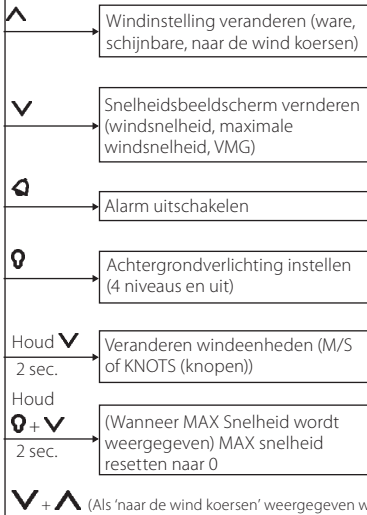 Windinstelling veranderen (ware,
schijnbare, naar de wind koersen)
Snelheidsbeeldscherm vernderen
(windsnelheid, maximale
windsnelheid, VMG)
Alarm uitschakelen
Achtergrondverlichting instellen
(4 niveaus en uit)
Houd
2 sec.
Veranderen windeenheden (M/S
of KNOTS (knopen))
Houd
+
2 sec.
(Wanneer MAX Snelheid wordt
weergegeven) MAX snelheid
resetten naar 0
+ (Als ‘naar de wind koersen’ weergegeven